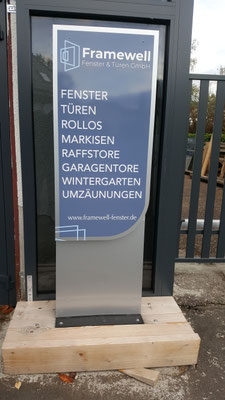 Framewell
Fenster & Türen GmbH
FENSTER
TÜREN
ROLLOS
MARKISEN
RAFFSTORE
GARAGENTORE
WINTERGARTEN
UMZÄUNUNGEN
www.framewell-fenster.de